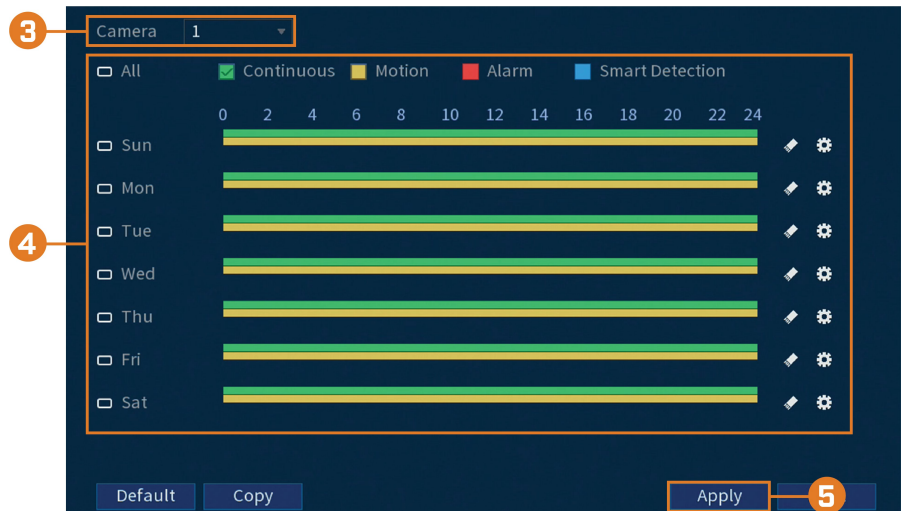 3 Camera 1
All Continuous Motion Alarm Smart Detection
0 2 4 6 8 10 12 14 16 18 20 22 24
Sun
Mon
4 Tue
Wed
Thu
Fri
Sat
Default Copy Apply 5